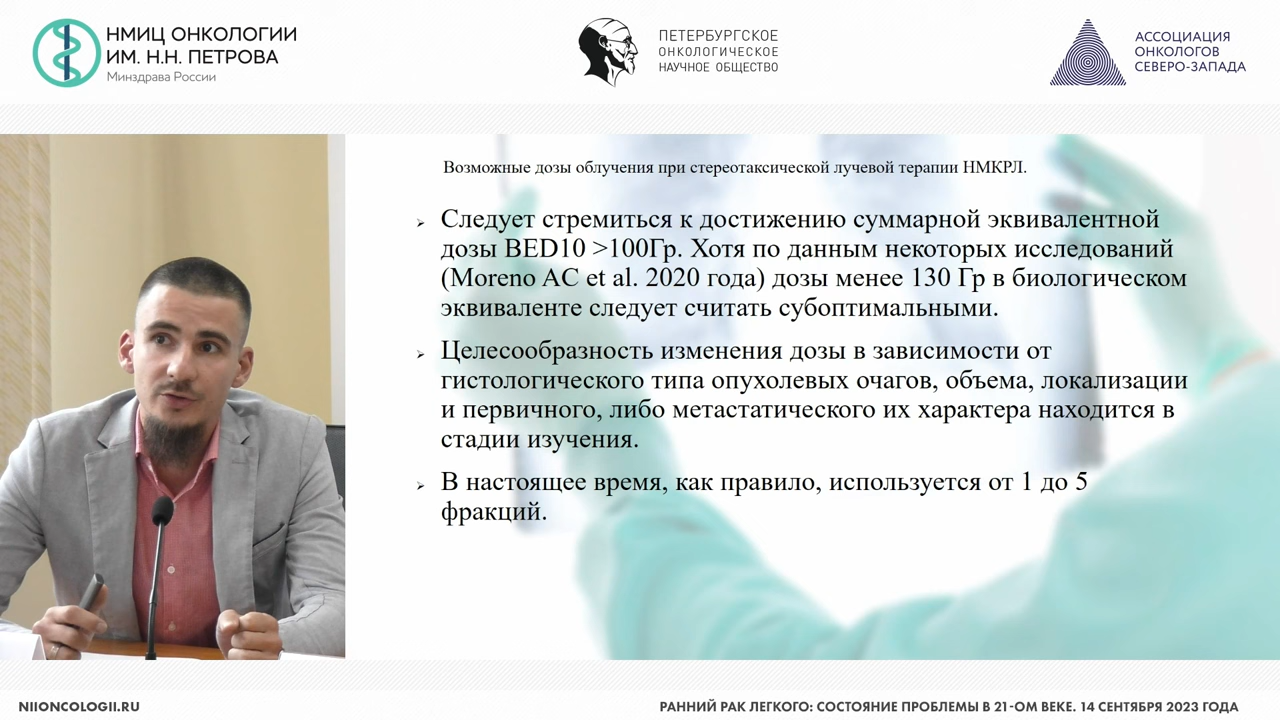 НМИЦ ОНКОЛОГИИ
ИМ. Н.Н. ПЕТРОВА
Минздрава России
ПЕТЕРБУРГСКОЕ
ОНКОЛОГИЧЕСКОЕ
НАУЧНОЕ ОБЩЕСТВО
АССОЦИАЦИЯ
ОНКОЛОГОВ
СЕВЕРО-ЗАПАДА
Возможные дозы облучения при стереотаксической лучевой терапии НМКРЛ.
Следует стремиться к достижению суммарной эквивалентной
дозы BED10 >100Гр. Хотя по данным некоторых исследований
(Moreno AC et al. 2020 года) дозы менее 130 Гр в биологическом
эквиваленте следует считать субоптимальными.
Целесообразность изменения дозы в зависимости от
гистологического типа опухолевых очагов, объема, локализации
и первичного, либо метастатического их характера находится в
стадии изучения.
В настоящее время, как правило, используется от 1 до 5
фракций.
NIIONCOLOGII.RU
РАННИЙ РАК ЛЕГКОГО: СОСТОЯНИЕ ПРОБЛЕМЫ В 21-ОМ ВЕКЕ. 14 СЕНТЯБРЯ 2023 ГОДА